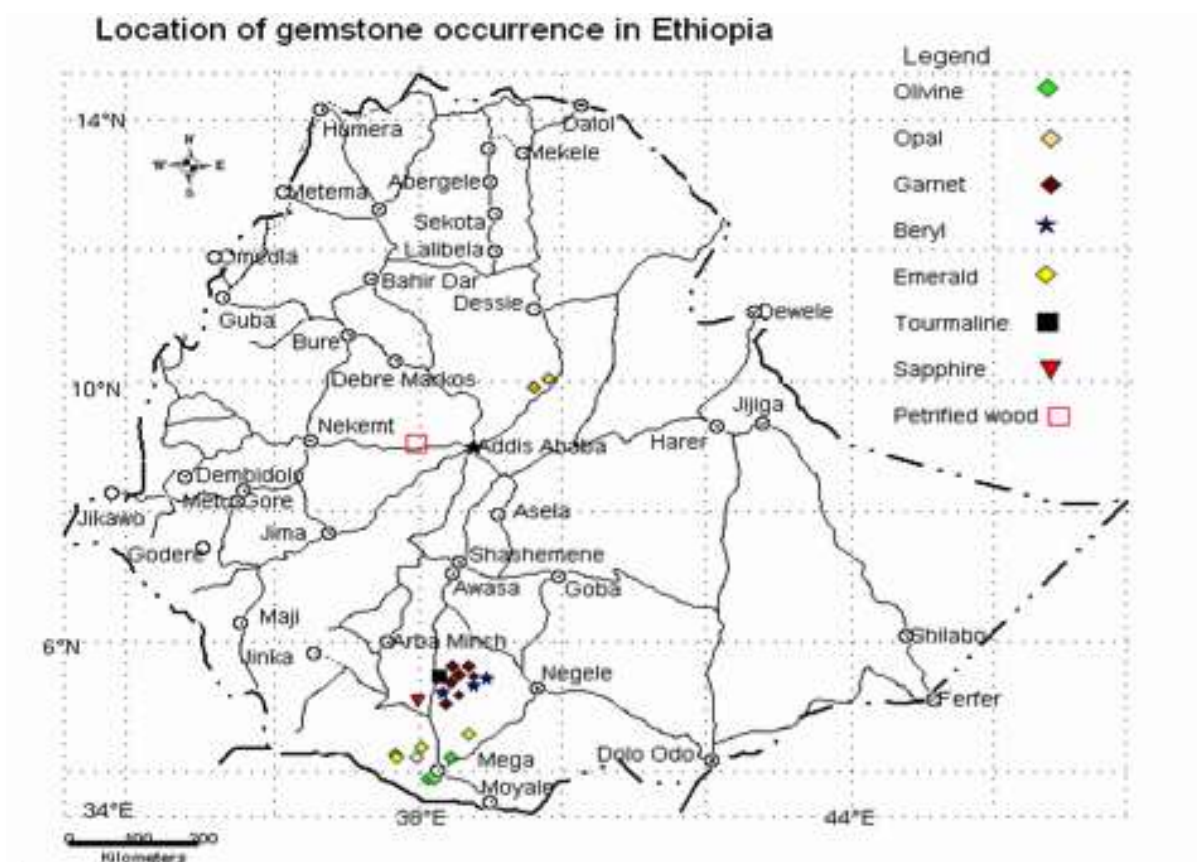 Location of gemstone occurrence in Ethiopia
Legend
Olivine
Opal
Garnet
Beryl
Emerald
Tourmaline
Sapphire
Petrified wood
14°N
N
W E
S
Humera
Dalol
Mekele
Metema
Abergele
Sekota
Lalibela
Omedla
Bahir Dar
Guba
Dessie
Dewele
Bure
Debre Markos
10°N
Nekemt
Jijiga
Harer
Addis Ababa
Dembidolo
Metu Gore
Jikawo
Asela
Jima
Godere
Shashemene
Awasa
Goba
Maji
Arba Minch
Shilabo
6°N
Jinka
Negele
Ferfer
Mega
Dolo Odo
Moyale
34°E
38°E
44°E
0 100 200
Kilometers